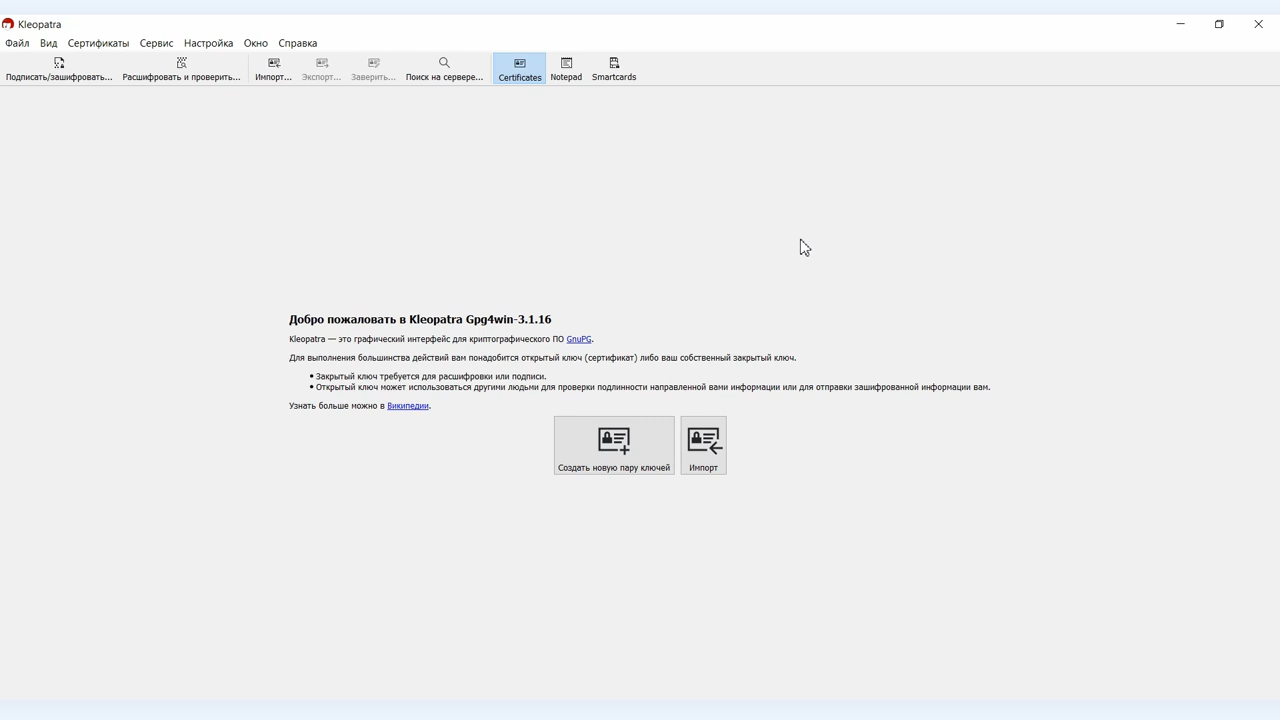 Kleopatra
Файл Вид Сертификаты Сервис Настройка Окно Справка
Подписать/зашифровать... Расшифровать и проверить... Импорт... Экспорт... Заверить... Поиск на сервере... Certificates Notepad Smartcards
Добро пожаловать в Kleopatra Gpg4win-3.1.16
Kleopatra — это графический интерфейс для криптографического ПО GnuPG.
Для выполнения большинства действий вам понадобится открытый ключ (сертификат) либо ваш собственный закрытый ключ.
• Закрытый ключ требуется для расшифровки или подписи.
• Открытый ключ может использоваться другими людьми для проверки подлинности направленной вами информации или для отправки зашифрованной информации вам.
Узнать больше можно в Википедии.
Создать новую пару ключей Импорт